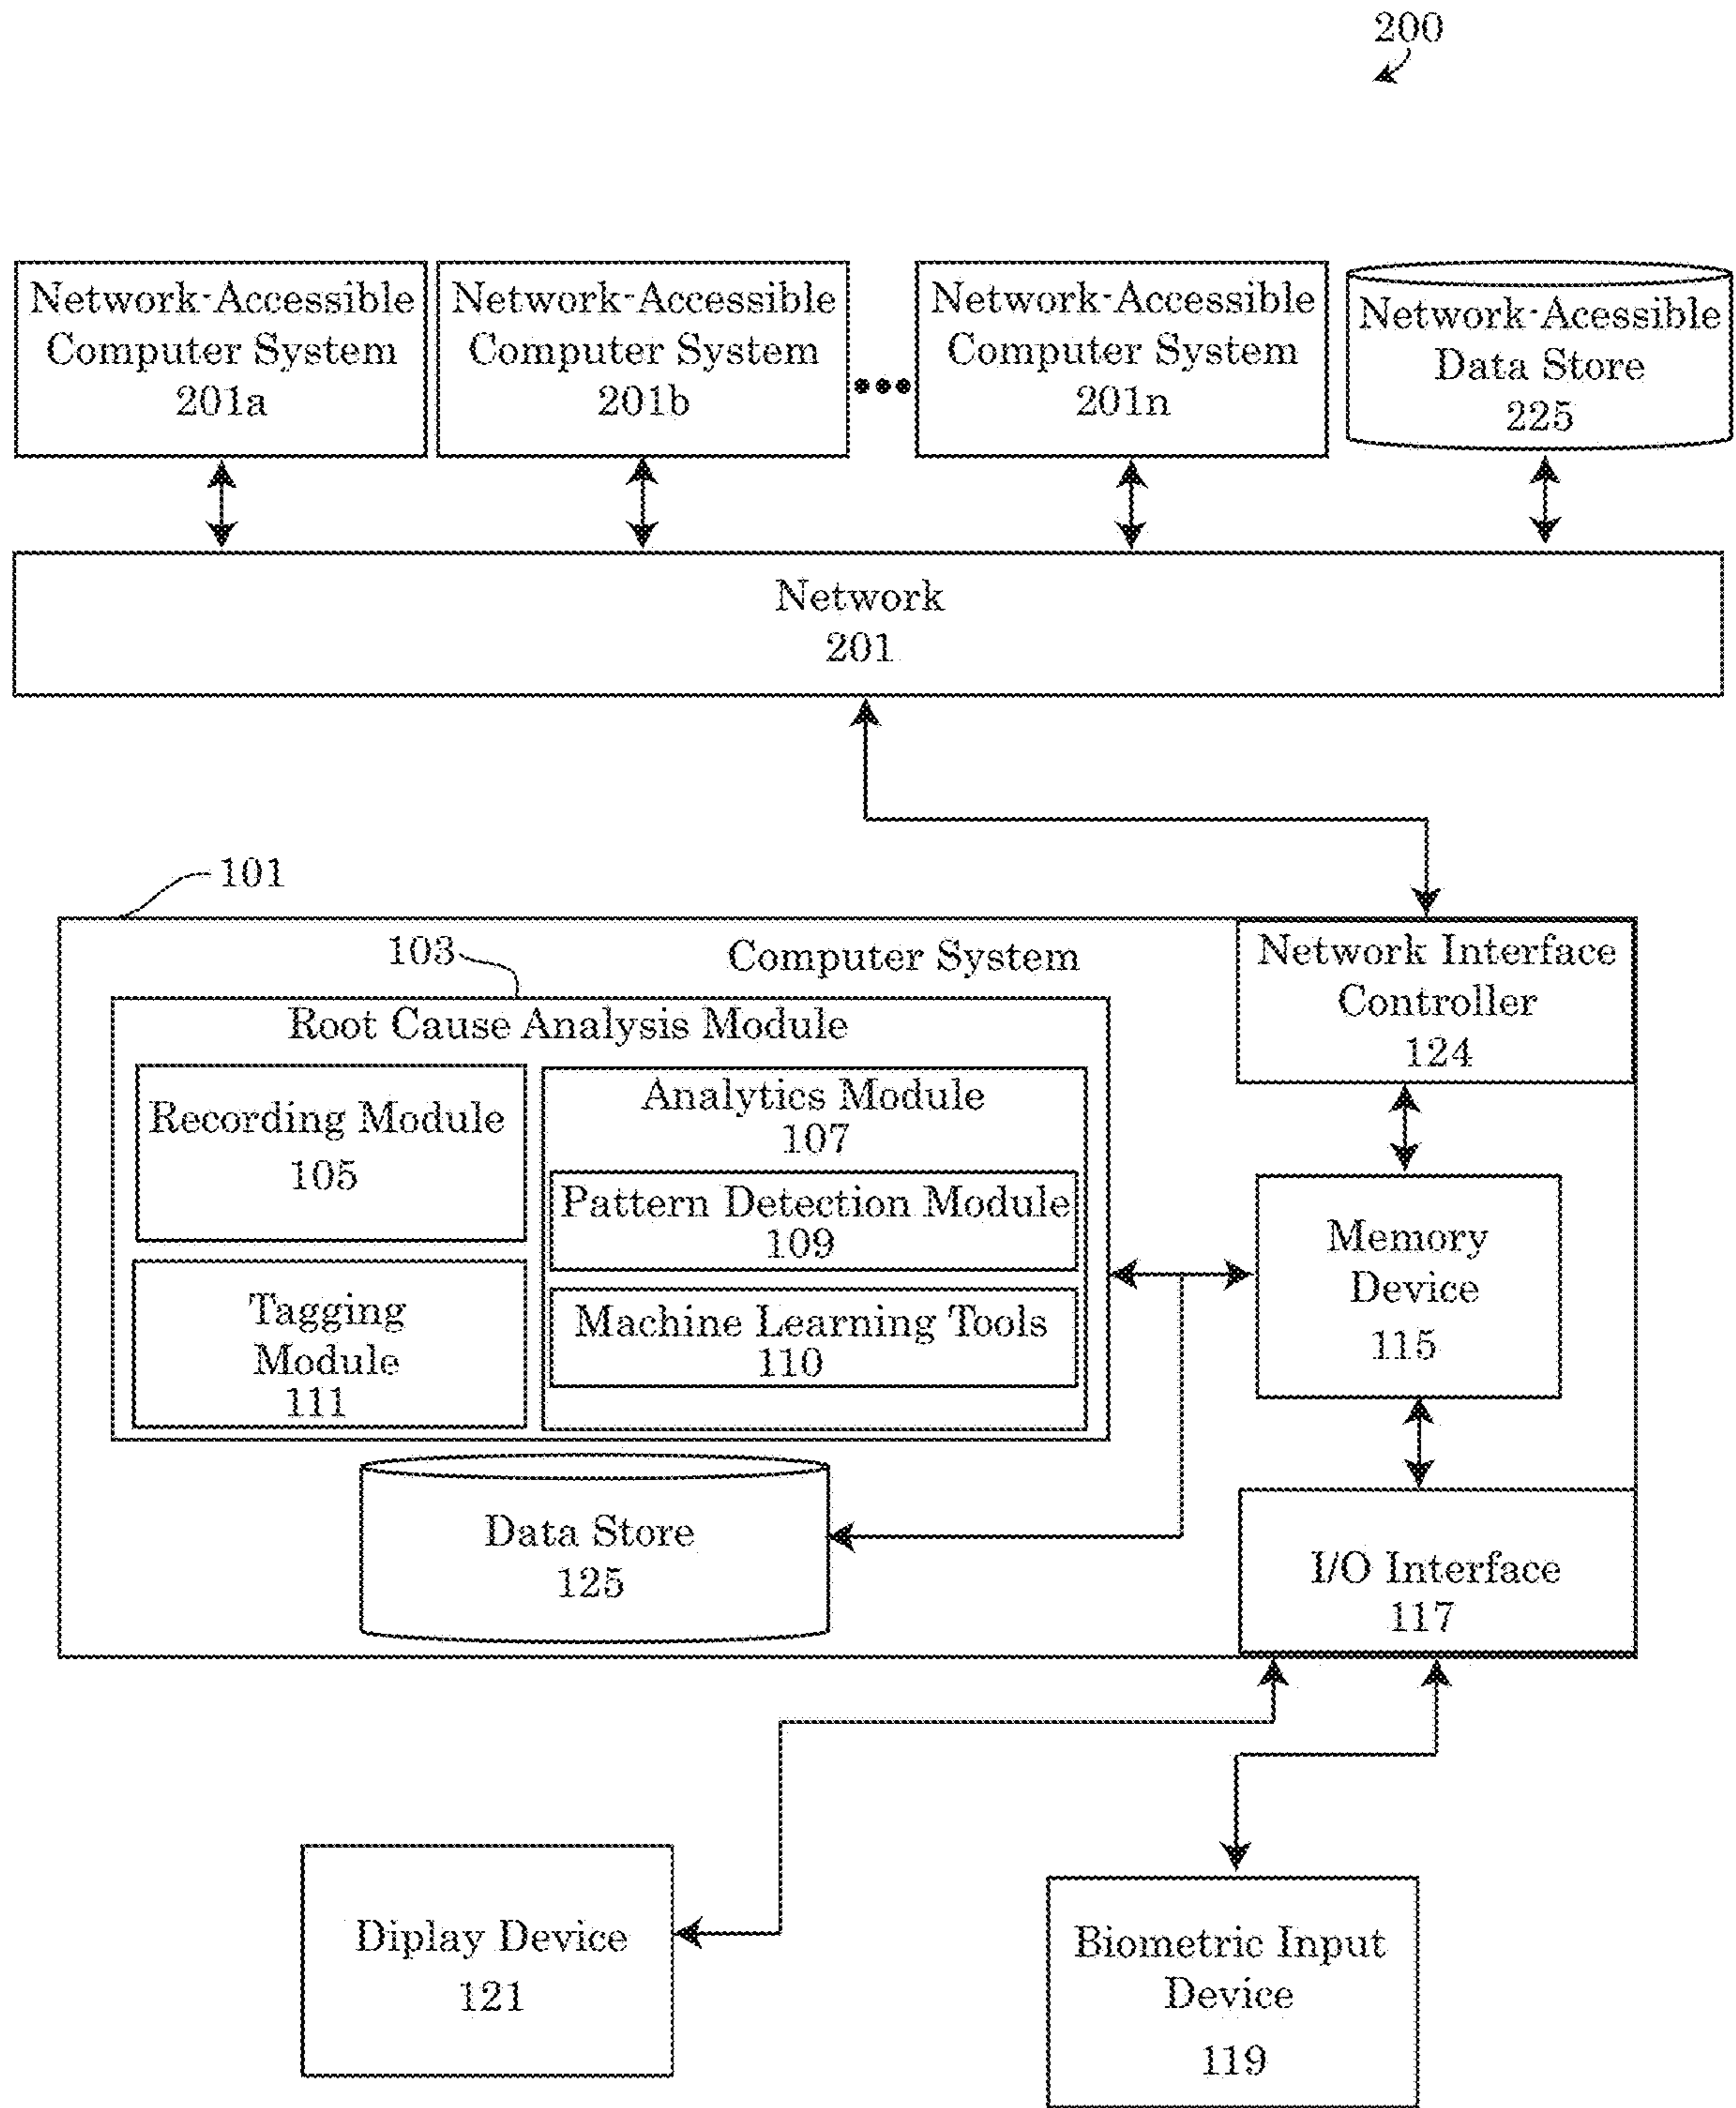 200
Network-Accessible
Computer System
201a
Network-Accessible
Computer System
201b
Network-Accessible
Computer System
201n
Network-Acessible
Data Store
225
Network
201
101
103
Computer System
Network Interface
Controller
124
Root Cause Analysis Module
Recording Module
105
Analytics Module
107
Pattern Detection Module
109
Machine Learning Tools
110
Tagging
Module
111
Memory
Device
115
Data Store
125
I/O Interface
117
Diplay Device
121
Biometric Input
Device
119